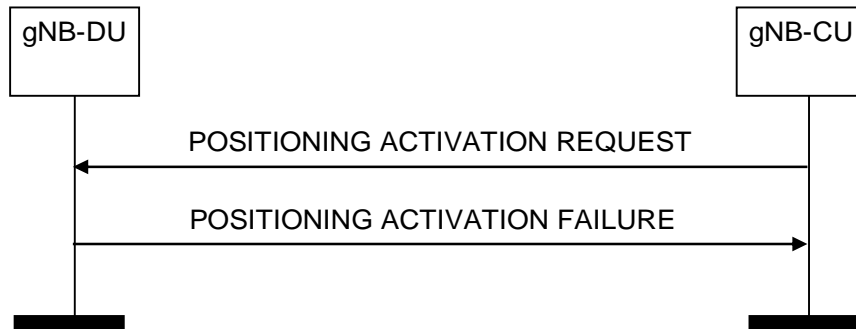 gNB-DU
gNB-CU
POSITIONING ACTIVATION REQUEST
POSITIONING ACTIVATION FAILURE